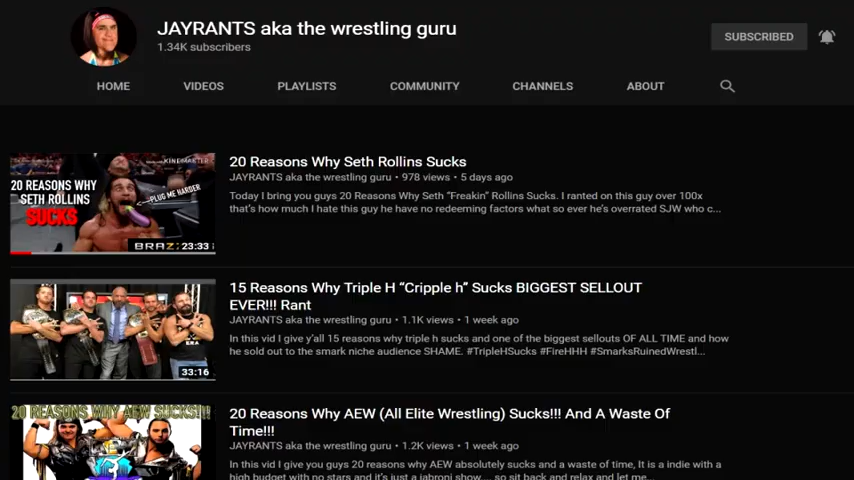 JAYRANTS aka the wrestling guru
1.34K subscribers
SUBSCRIBED
HOME VIDEOS PLAYLISTS COMMUNITY CHANNELS ABOUT
KINEMASTER
20 REASONS WHY
SETH ROLLINS
SUCKS
PLUG ME HARDER
BRAZ
23:33
20 Reasons Why Seth Rollins Sucks
JAYRANTS aka the wrestling guru • 978 views • 5 days ago
Today I bring you guys 20 Reasons Why Seth "Freakin" Rollins Sucks. I ranted on this guy over 100x
that's how much I hate this guy he have no redeeming factors what so ever he's overrated SJW who c...
33:16
15 Reasons Why Triple H “Cripple h” Sucks BIGGEST SELLOUT
EVER!!! Rant
JAYRANTS aka the wrestling guru • 1.1K views • 1 week ago
In this vid I give y'all 15 reasons why triple h sucks and one of the biggest sellouts OF ALL TIME and how
he sold out to the smark niche audience SHAME. #TripleHSucks #FireHHH #SmarksRuinedWrestl...
20 REASONS WHY AEW SUCKS!!!
20 Reasons Why AEW (All Elite Wrestling) Sucks!!! And A Waste Of
Time!!!
JAYRANTS aka the wrestling guru • 1.2K views • 1 week ago
In this vid I give you guys 20 reasons why AEW absolutely sucks and a waste of time, It is a indie with a
high budget with no stars and it's just a jabroni show.... so sit back and relax and let me...